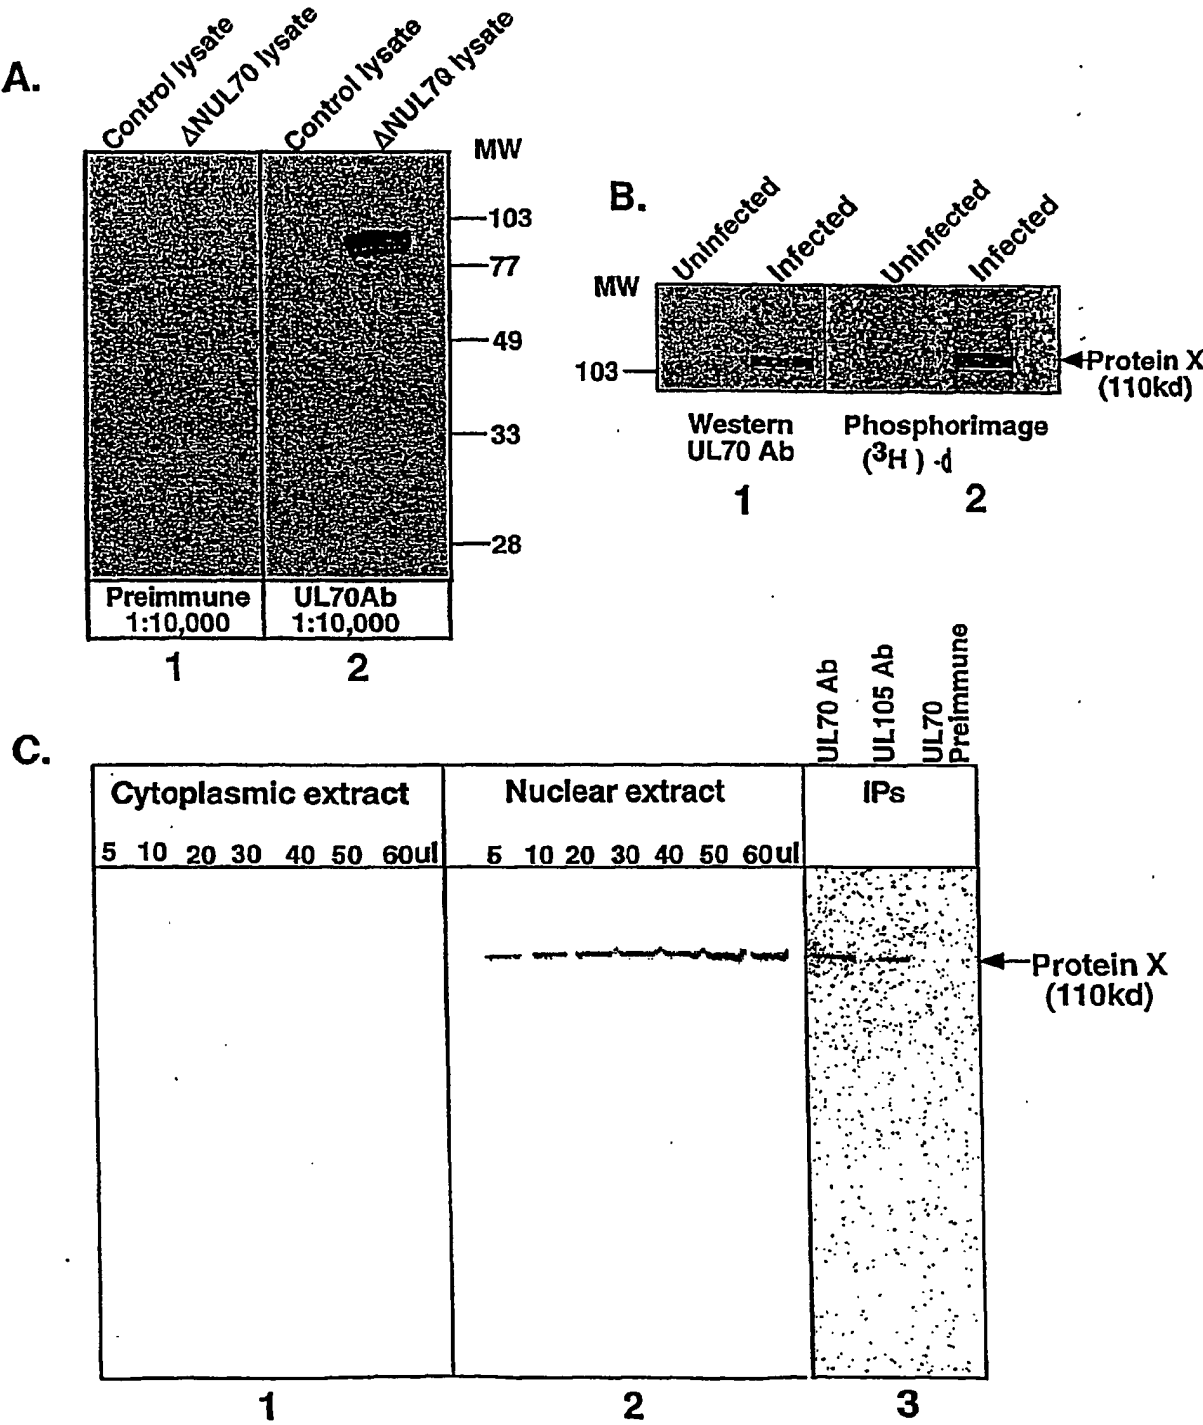 A.
Control lysate
ΔNUL70 lysate
Control lysate
ΔNUL70 lysate
MW
103
77
49
33
28
Preimmune
1:10,000
UL70Ab
1:10,000
1
2
B.
Uninfected
Infected
Uninfected
Infected
MW
103
Protein X
(110kd)
Western
UL70 Ab
Phosphorimage
(³H) -d
1
2
C.
UL70 Ab
UL105 Ab
UL70
Preimmune
Cytoplasmic extract
Nuclear extract
IPs
5 10 20 30 40 50 60ul
5 10 20 30 40 50 60ul
Protein X
(110kd)
1
2
3